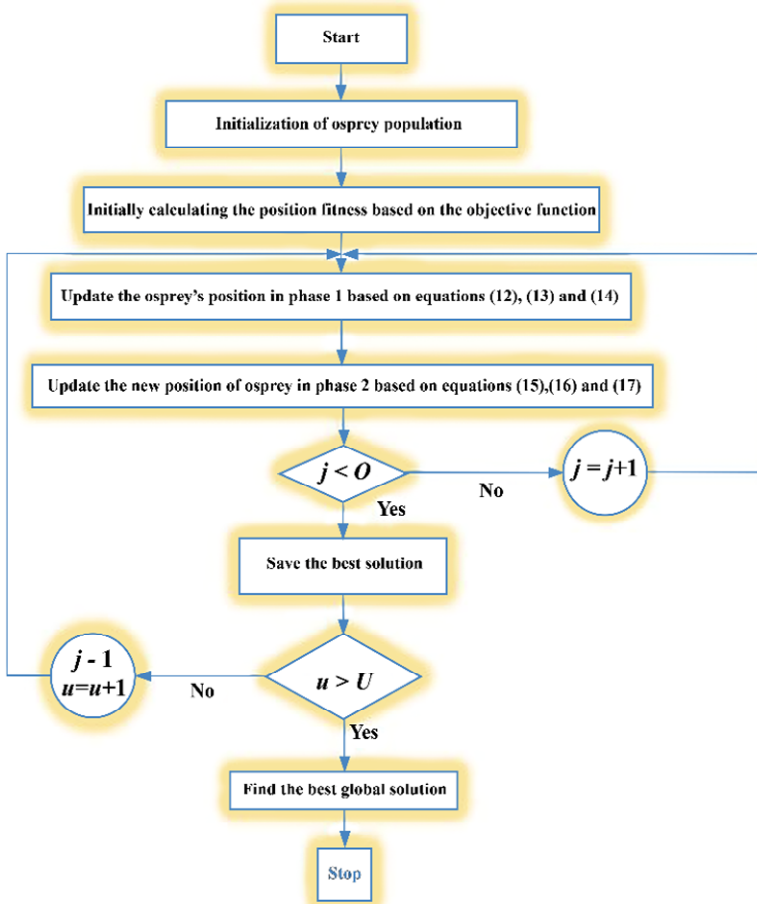 Start
Initialization of osprey population
Initially calculating the position fitness based on the objective function
Update the osprey's position in phase 1 based on equations (12), (13) and (14)
Update the new position of osprey in phase 2 based on equations (15),(16) and (17)
j < O
No
j = j+1
Yes
Save the best solution
j - 1
u=u+1
No
u > U
Yes
Find the best global solution
Stop